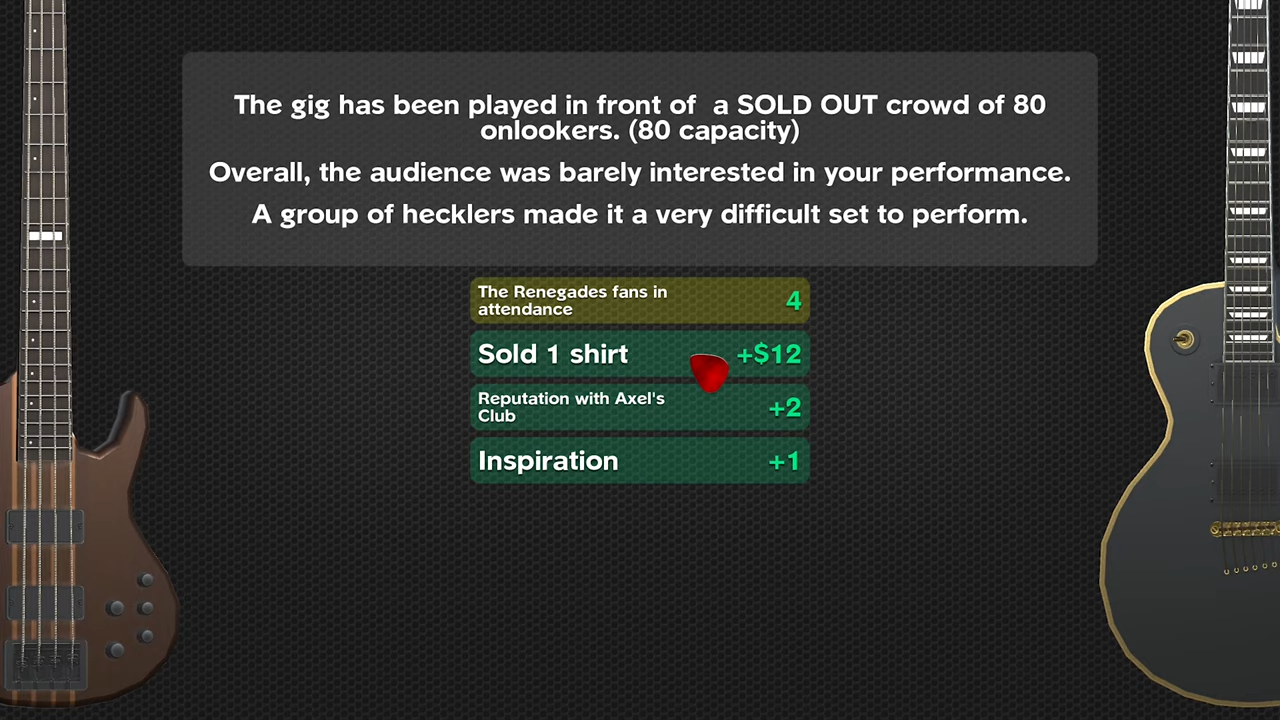 The gig has been played in front of  a SOLD OUT crowd of 80
onlookers. (80 capacity)
Overall, the audience was barely interested in your performance.
A group of hecklers made it a very difficult set to perform.
The Renegades fans in
attendance
4
Sold 1 shirt
+$12
Reputation with Axel's
Club
+2
Inspiration
+1